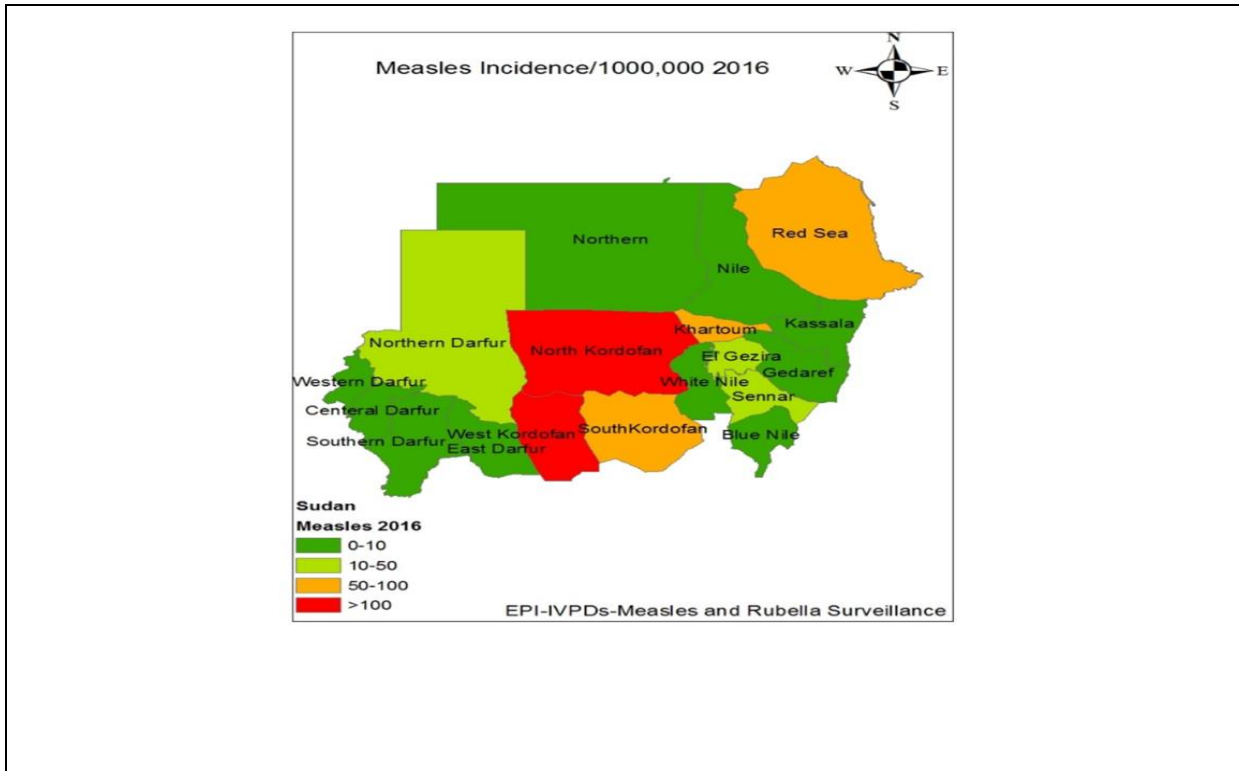 N
Measles Incidence/1000,000 2016
W
E
S
Red Sea
Northern
Nile
Kassala
Khartoum
Northern Darfur
North Kordofan
El Gezira
Gedaref
Western Darfur
White Nile
Sennar
Centeral Darfur
SouthKordofan
West Kordofan
Blue Nile
Southern Darfur
East Darfur
Sudan
Measles 2016
0-10
10-50
50-100
>100
EPI-IVPDs-Measles and Rubella Surveillance